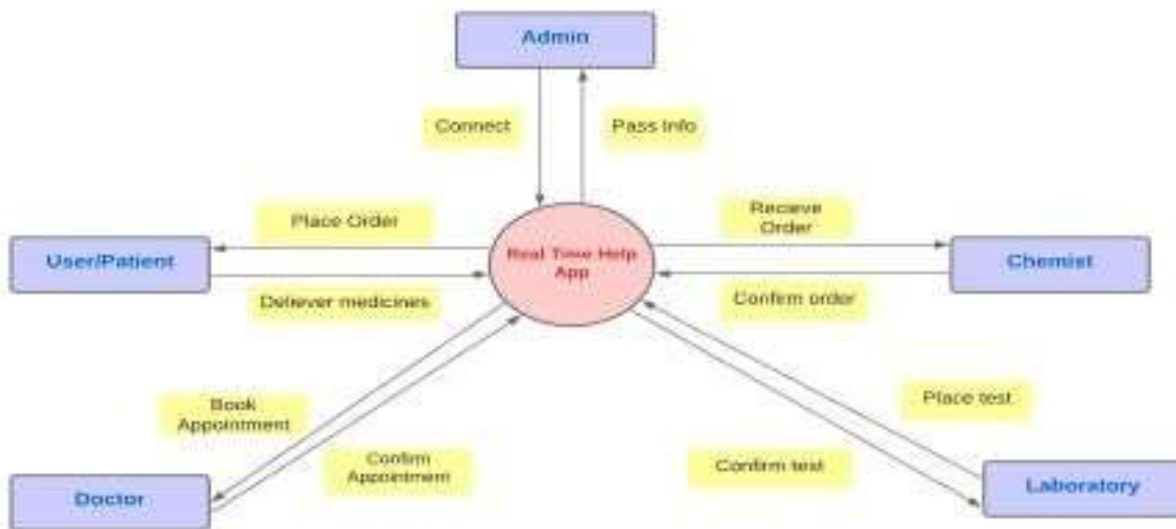 Admin
Connect
Pass Info
Place Order
Recieve
Order
User/Patient
Real Time Help
App
Chemist
Deliever medicines
Confirm order
Book
Appointment
Place test
Confirm
Appointment
Confirm test
Doctor
Laboratory